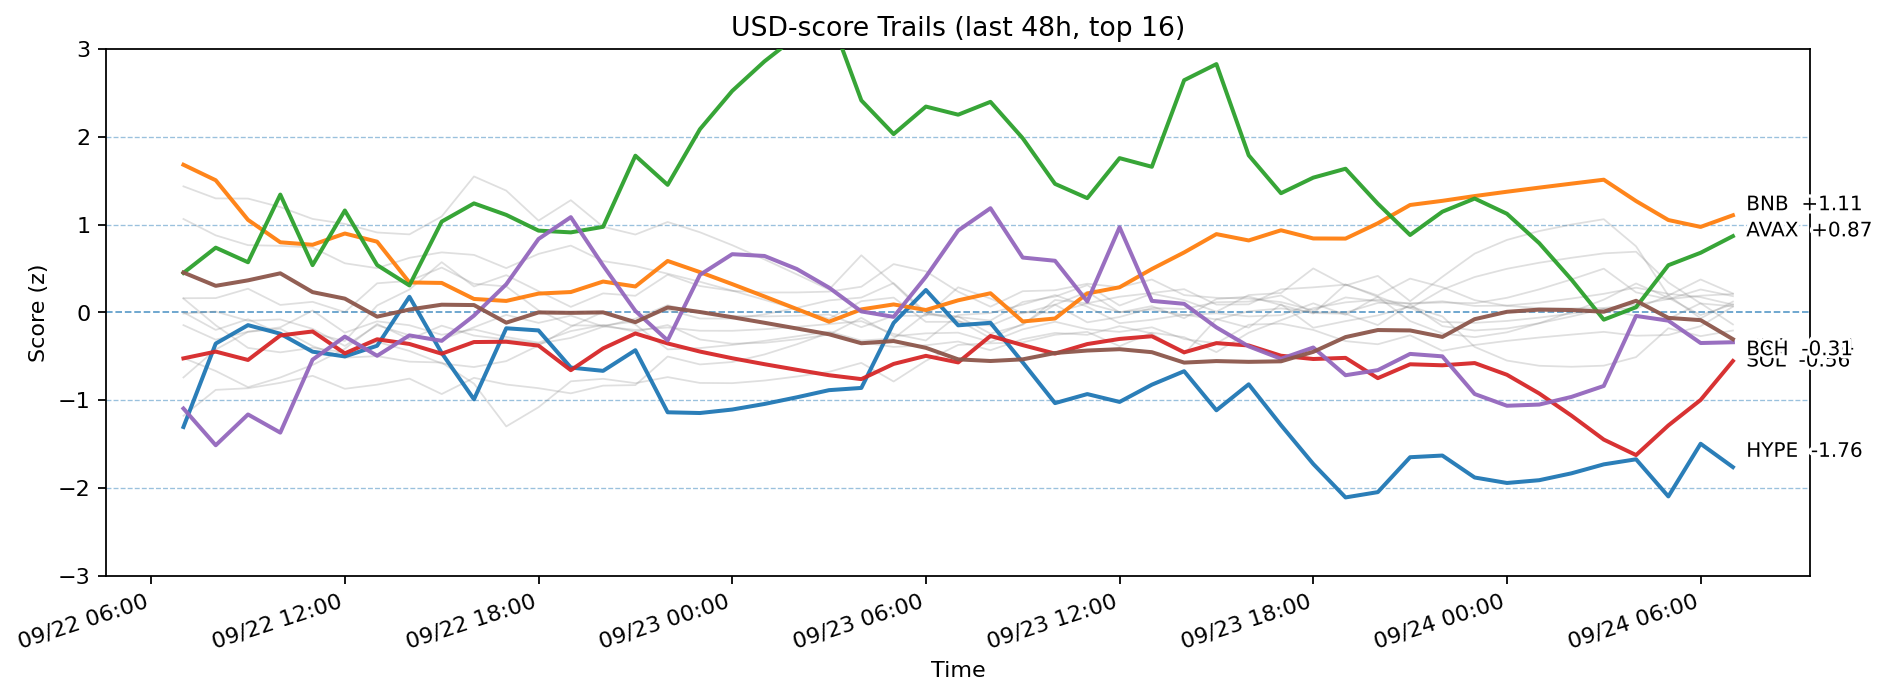 USD-score Trails (last 48h, top 16)
Score (z)
3
2
1
0
−1
−2
−3
BNB +1.11
AVAX +0.87
BCH -0.31
SOL -0.56
HYPE -1.76
09/22 06:00
09/22 12:00
09/22 18:00
09/23 00:00
09/23 06:00
09/23 12:00
09/23 18:00
09/24 00:00
09/24 06:00
Time